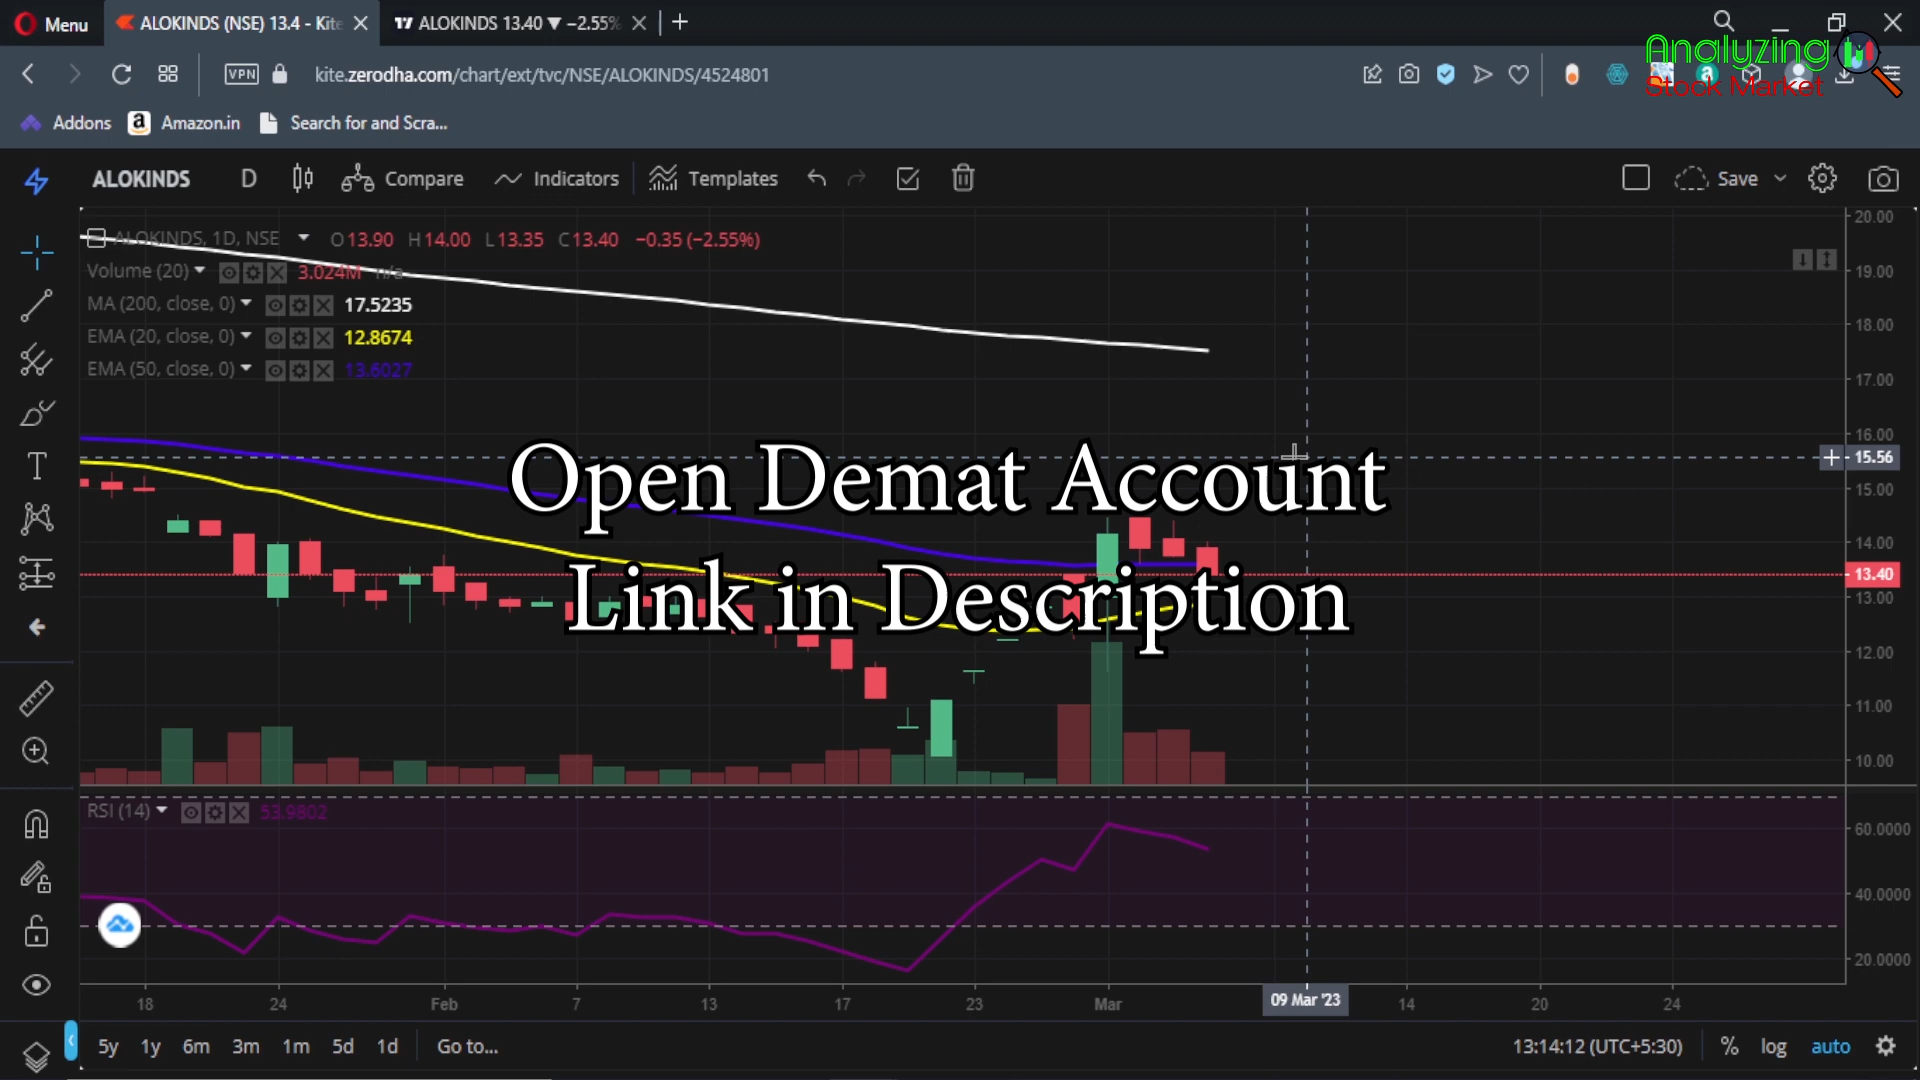 Menu
ALOKINDS (NSE) 13.4 - Kite
ALOKINDS 13.40 ▼ −2.55%
Analyzing
Stock Market
VPN
kite.zerodha.com/chart/ext/tvc/NSE/ALOKINDS/4524801
Addons
Amazon.in
Search for and Scra...
ALOKINDS D Compare Indicators Templates Save
ALOKINDS, 1D, NSE O13.90 H14.00 L13.35 C13.40 −0.35 (−2.55%)
Volume (20) 3.024M n/a
MA (200, close, 0) 17.5235
EMA (20, close, 0) 12.8674
EMA (50, close, 0) 13.6027
20.00
19.00
18.00
17.00
16.00
15.56
15.00
14.00
13.40
13.00
12.00
11.00
10.00
Open Demat Account
Link in Description
RSI (14) 53.9802
60.0000
40.0000
20.0000
18 24 Feb 7 13 17 23 Mar 09 Mar '23 14 20 24
5y 1y 6m 3m 1m 5d 1d Go to... 13:14:12 (UTC+5:30) % log auto